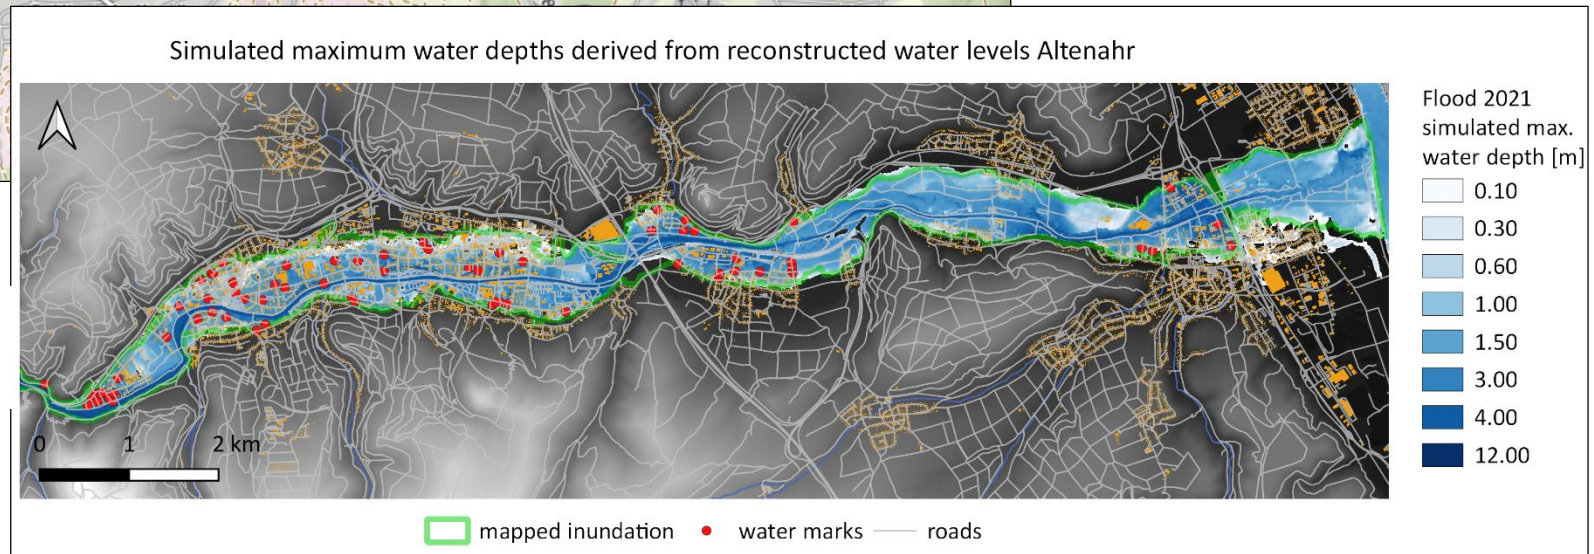 Simulated maximum water depths derived from reconstructed water levels Altenahr
Flood 2021
simulated max.
water depth [m]
0.10
0.30
0.60
1.00
1.50
3.00
4.00
12.00
0 1 2 km
mapped inundation water marks roads